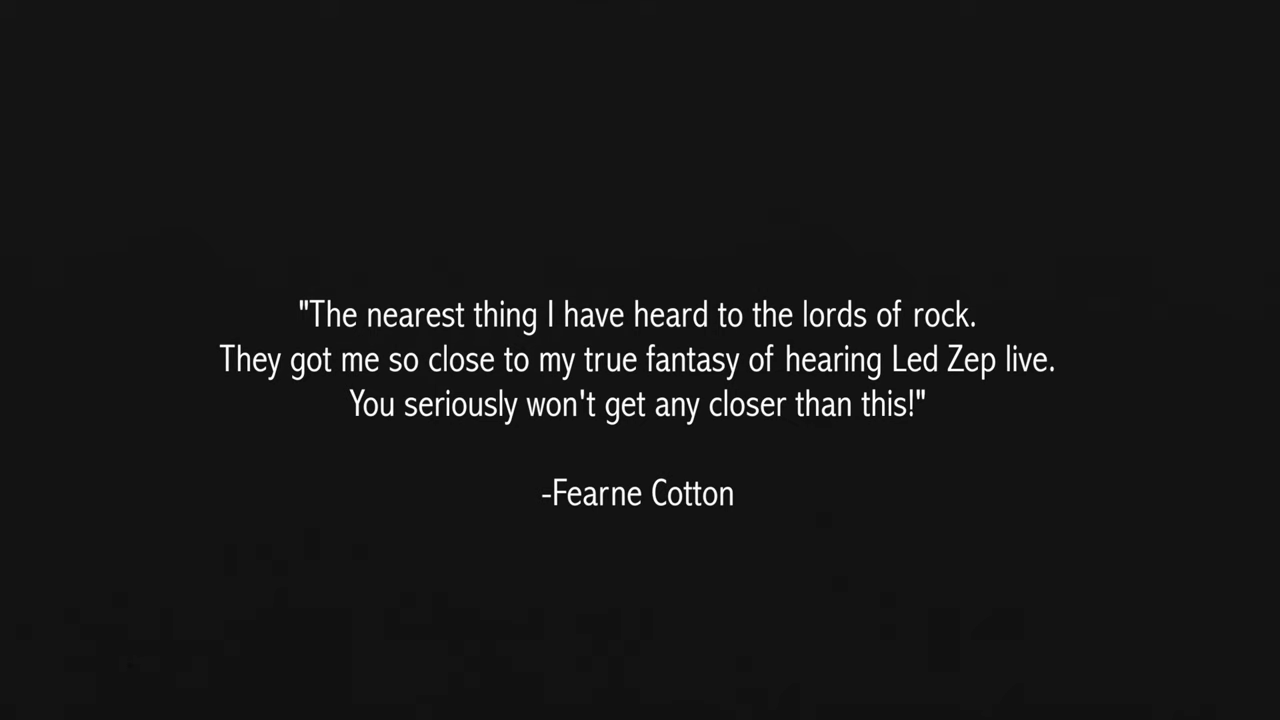 "The nearest thing I have heard to the lords of rock.
They got me so close to my true fantasy of hearing Led Zep live.
You seriously won't get any closer than this!"
-Fearne Cotton